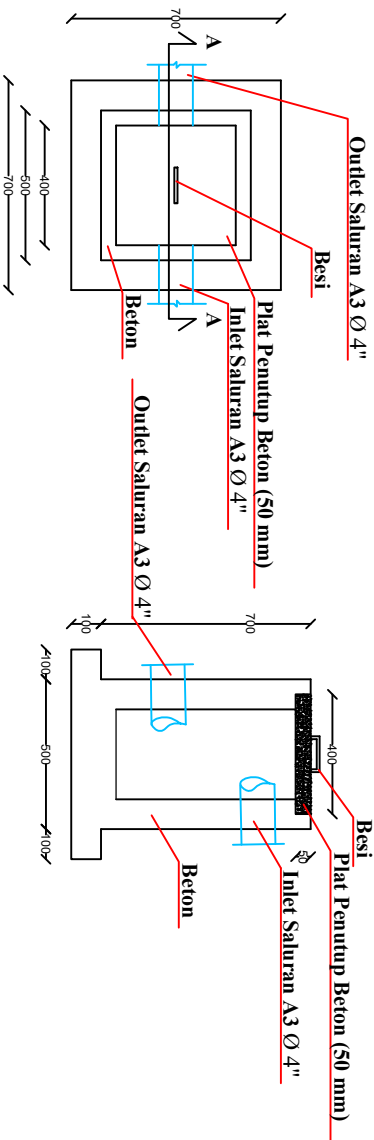 Outlet Saluran A3 Ø 4"
Besi
Plat Penutup Beton (50 mm)
Inlet Saluran A3 Ø 4"
Beton
A
A
700
400
500
700
Besi
Plat Penutup Beton (50 mm)
Inlet Saluran A3 Ø 4"
Beton
Outlet Saluran A3 Ø 4"
400
50
700
100
100
500
100